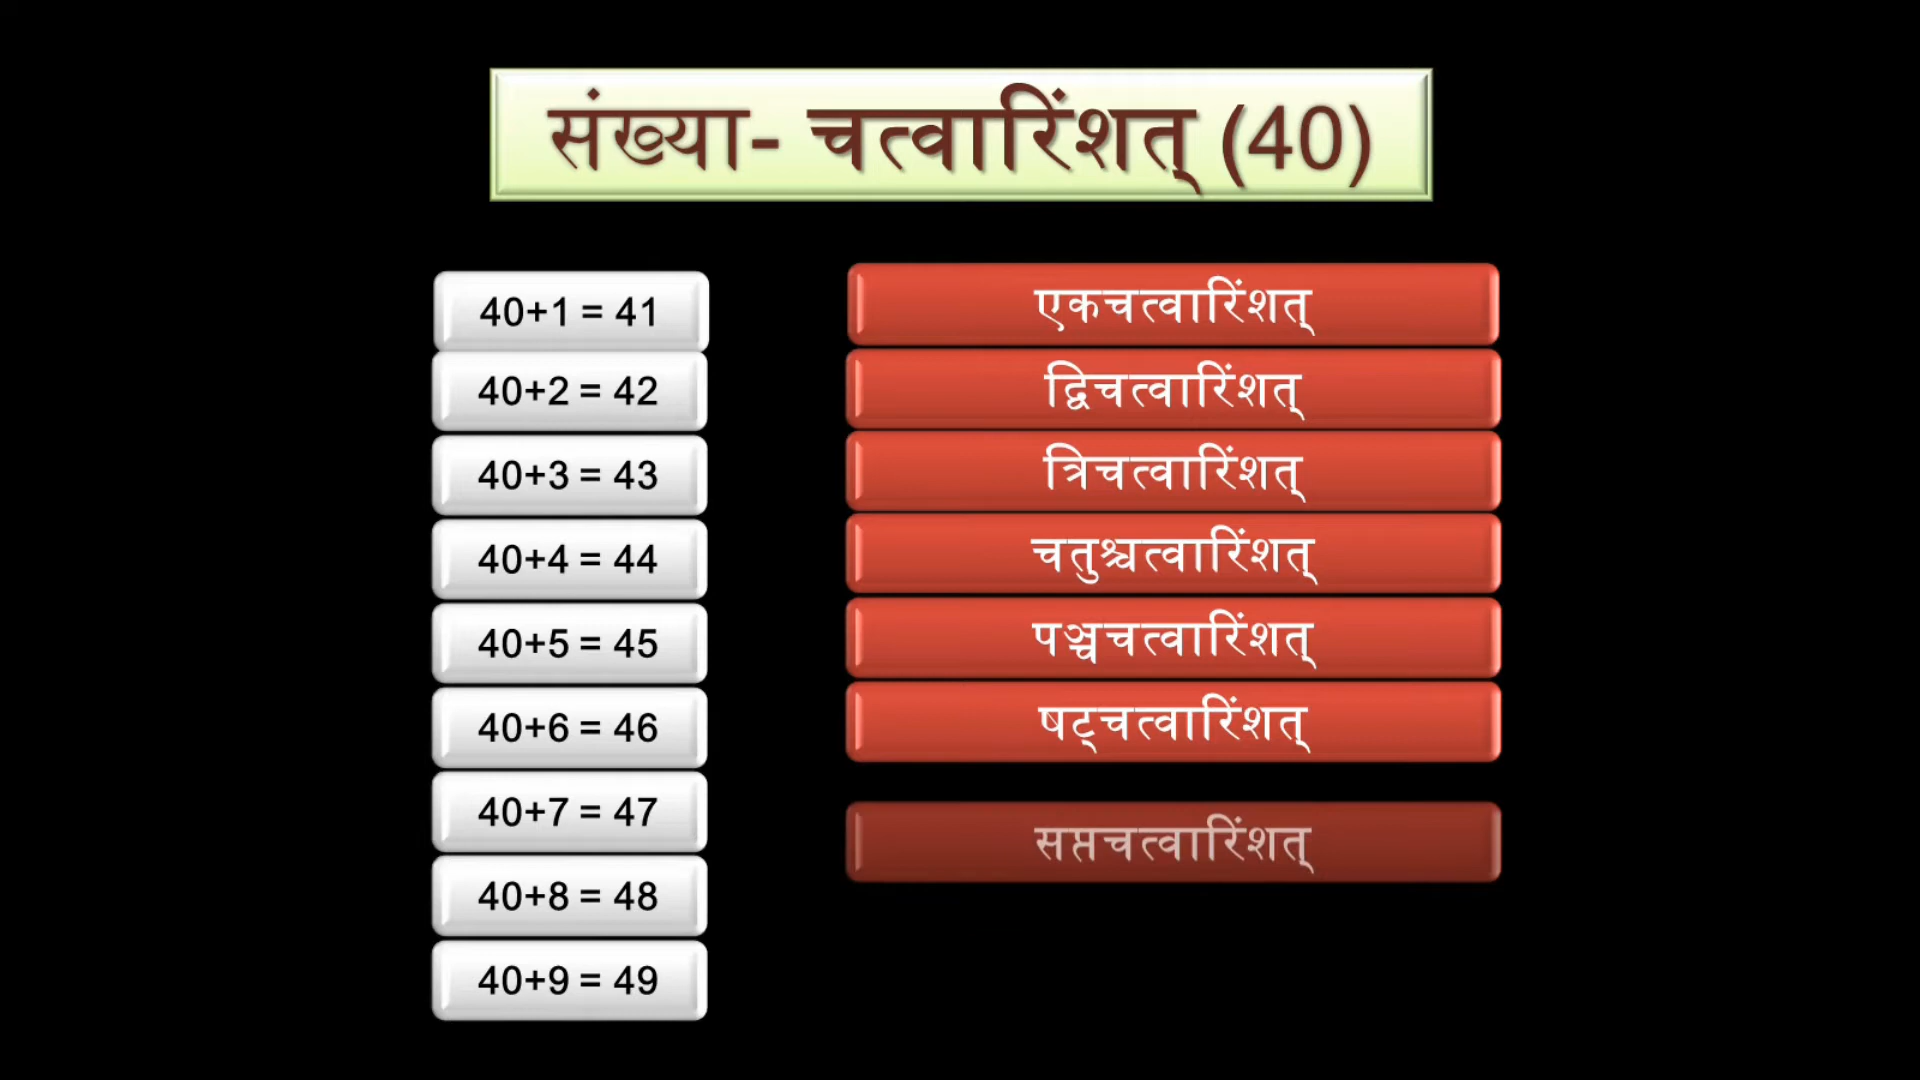 संख्या- चत्वारिंशत् (40)
40+1 = 41 एकचत्वारिंशत्
40+2 = 42 द्विचत्वारिंशत्
40+3 = 43 त्रिचत्वारिंशत्
40+4 = 44 चतुश्चत्वारिंशत्
40+5 = 45 पञ्चचत्वारिंशत्
40+6 = 46 षट्चत्वारिंशत्
40+7 = 47 सप्तचत्वारिंशत्
40+8 = 48
40+9 = 49